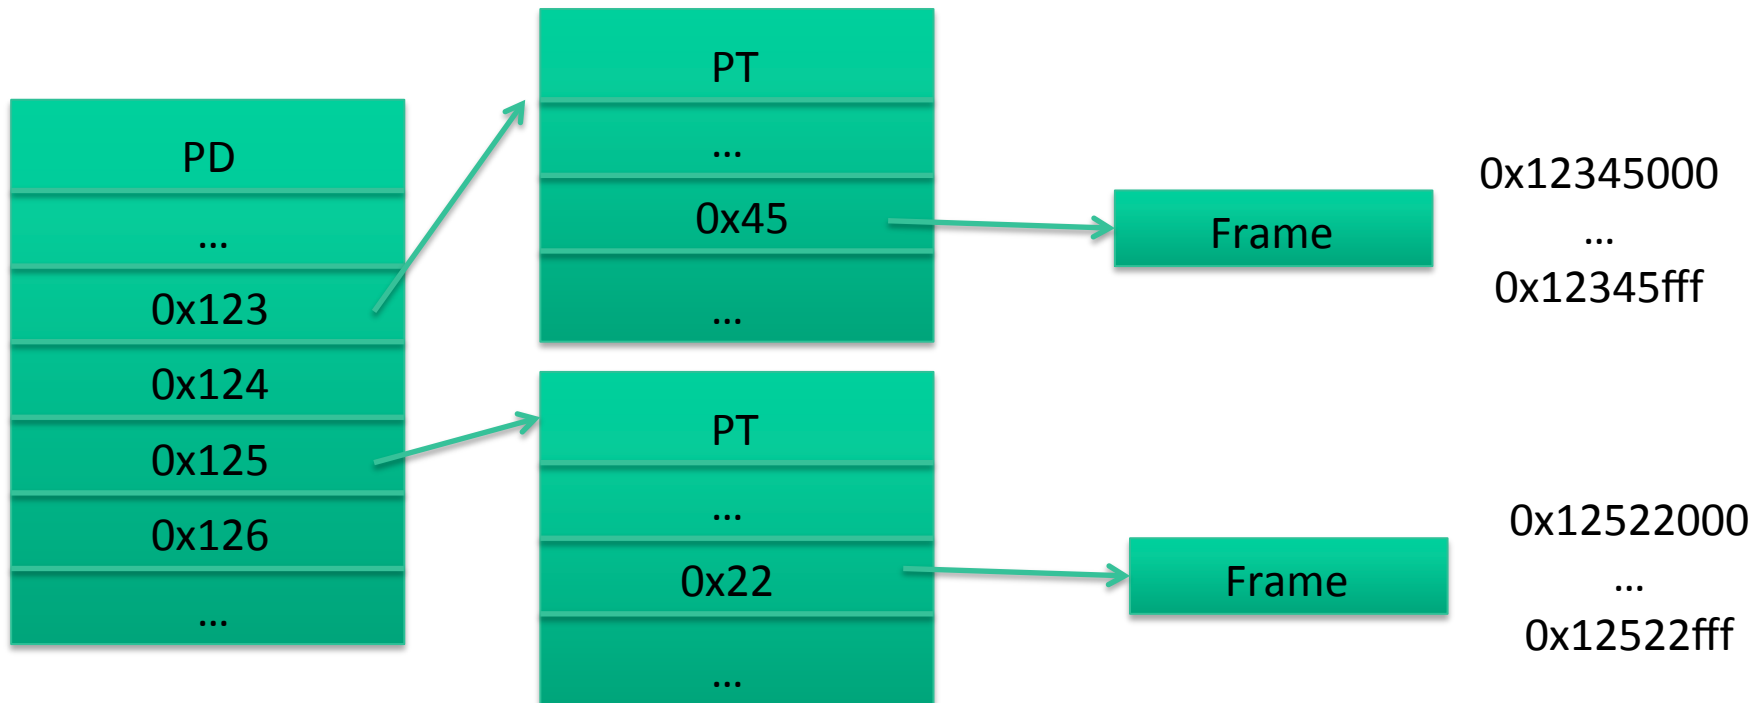 PD
...
0x123
0x124
0x125
0x126
...
PT
...
0x45
...
PT
...
0x22
...
Frame
0x12345000
...
0x12345fff
Frame
0x12522000
...
0x12522fff